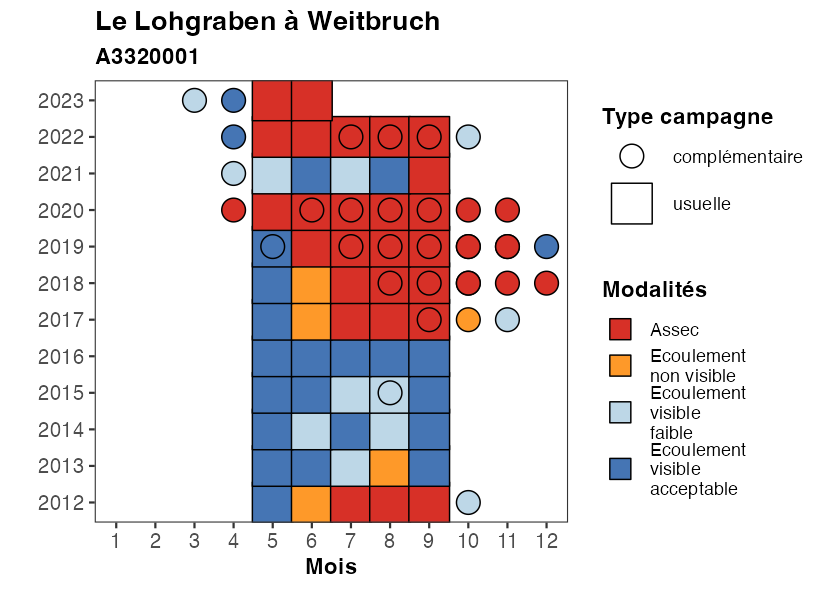 Le Lohgraben à Weitbruch
A3320001
2023
2022
2021
2020
2019
2018
2017
2016
2015
2014
2013
2012
1 2 3 4 5 6 7 8 9 10 11 12
Mois
Type campagne
complémentaire
usuelle
Modalités
Assec
Ecoulement
non visible
Ecoulement
visible
faible
Ecoulement
visible
acceptable